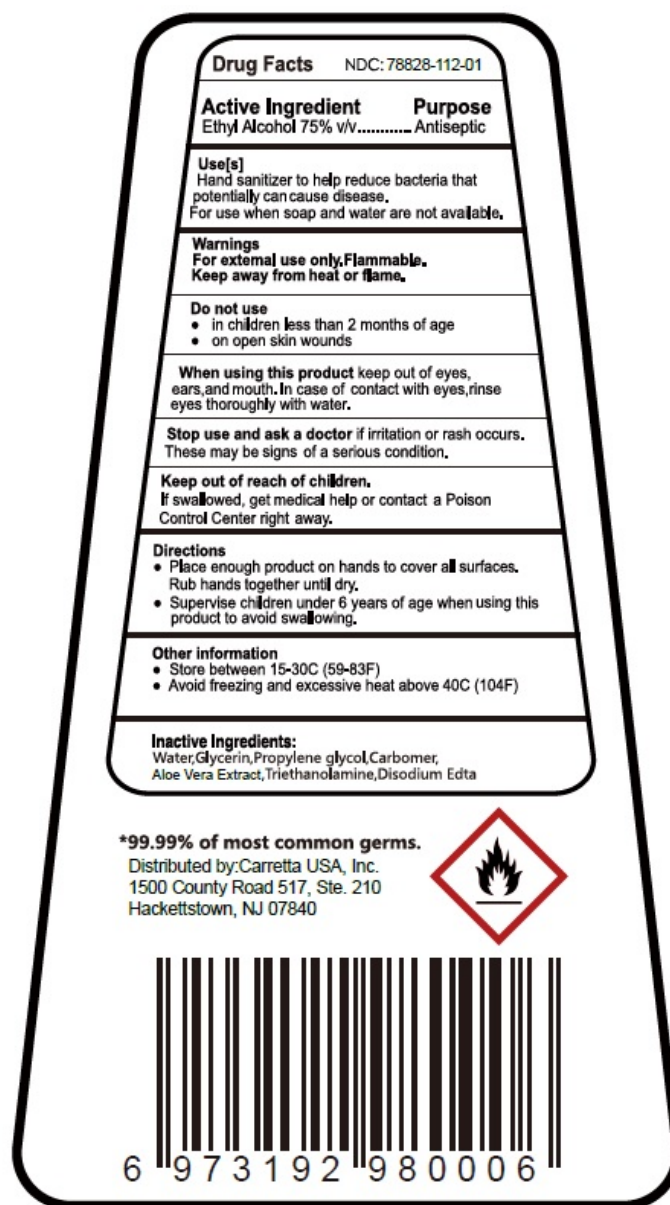 Drug Facts NDC: 78828-112-01
Active Ingredient Purpose
Ethyl Alcohol 75% v/v............ Antiseptic
Use[s]
Hand sanitizer to help reduce bacteria that
potentially can cause disease.
For use when soap and water are not available.
Warnings
For external use only.Flammable.
Keep away from heat or flame.
Do not use
● in children less than 2 months of age
● on open skin wounds
When using this product keep out of eyes,
ears,and mouth. In case of contact with eyes,rinse
eyes thoroughly with water.
Stop use and ask a doctor if irritation or rash occurs.
These may be signs of a serious condition.
Keep out of reach of children.
If swallowed, get medical help or contact a Poison
Control Center right away.
Directions
● Place enough product on hands to cover all surfaces.
Rub hands together until dry.
● Supervise children under 6 years of age when using this
product to avoid swallowing.
Other information
● Store between 15-30C (59-83F)
● Avoid freezing and excessive heat above 40C (104F)
Inactive Ingredients:
Water,Glycerin,Propylene glycol,Carbomer,
Aloe Vera Extract,Triethanolamine,Disodium Edta
*99.99% of most common germs.
Distributed by:Carretta USA, Inc.
1500 County Road 517, Ste. 210
Hackettstown, NJ 07840
6 973192 980006